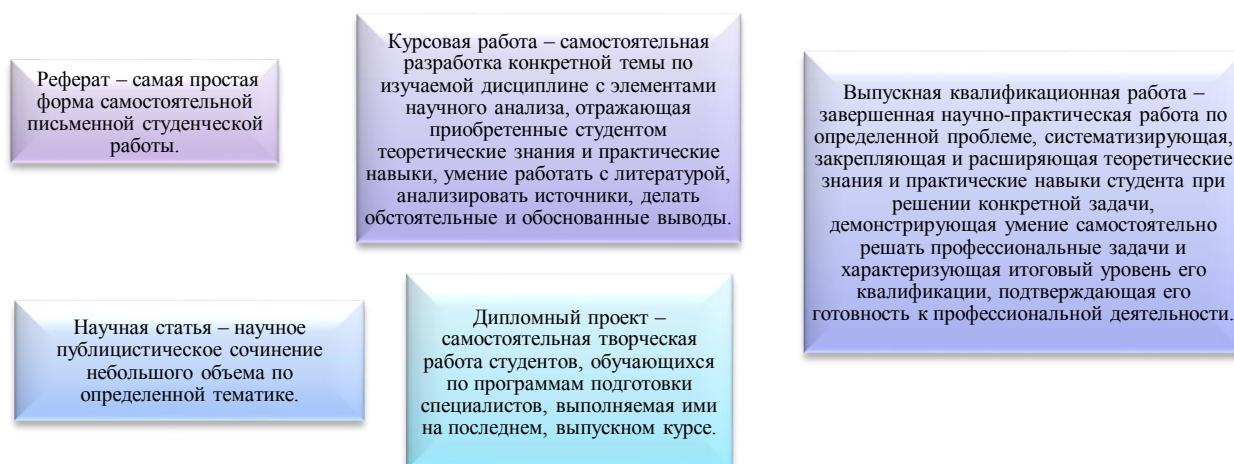 Реферат – самая простая
форма самостоятельной
письменной студенческой
работы.
Курсовая работа – самостоятельная
разработка конкретной темы по
изучаемой дисциплине с элементами
научного анализа, отражающая
приобретенные студентом
теоретические знания и практические
навыки, умение работать с литературой,
анализировать источники, делать
обстоятельные и обоснованные выводы.
Выпускная квалификационная работа –
завершенная научно-практическая работа по
определенной проблеме, систематизирующая,
закрепляющая и расширяющая теоретические
знания и практические навыки студента при
решении конкретной задачи,
демонстрирующая умение самостоятельно
решать профессиональные задачи и
характеризующая итоговый уровень его
квалификации, подтверждающая его
готовность к профессиональной деятельности.
Научная статья – научное
публицистическое сочинение
небольшого объема по
определенной тематике.
Дипломный проект –
самостоятельная творческая
работа студентов, обучающихся
по программам подготовки
специалистов, выполняемая ими
на последнем, выпускном курсе.